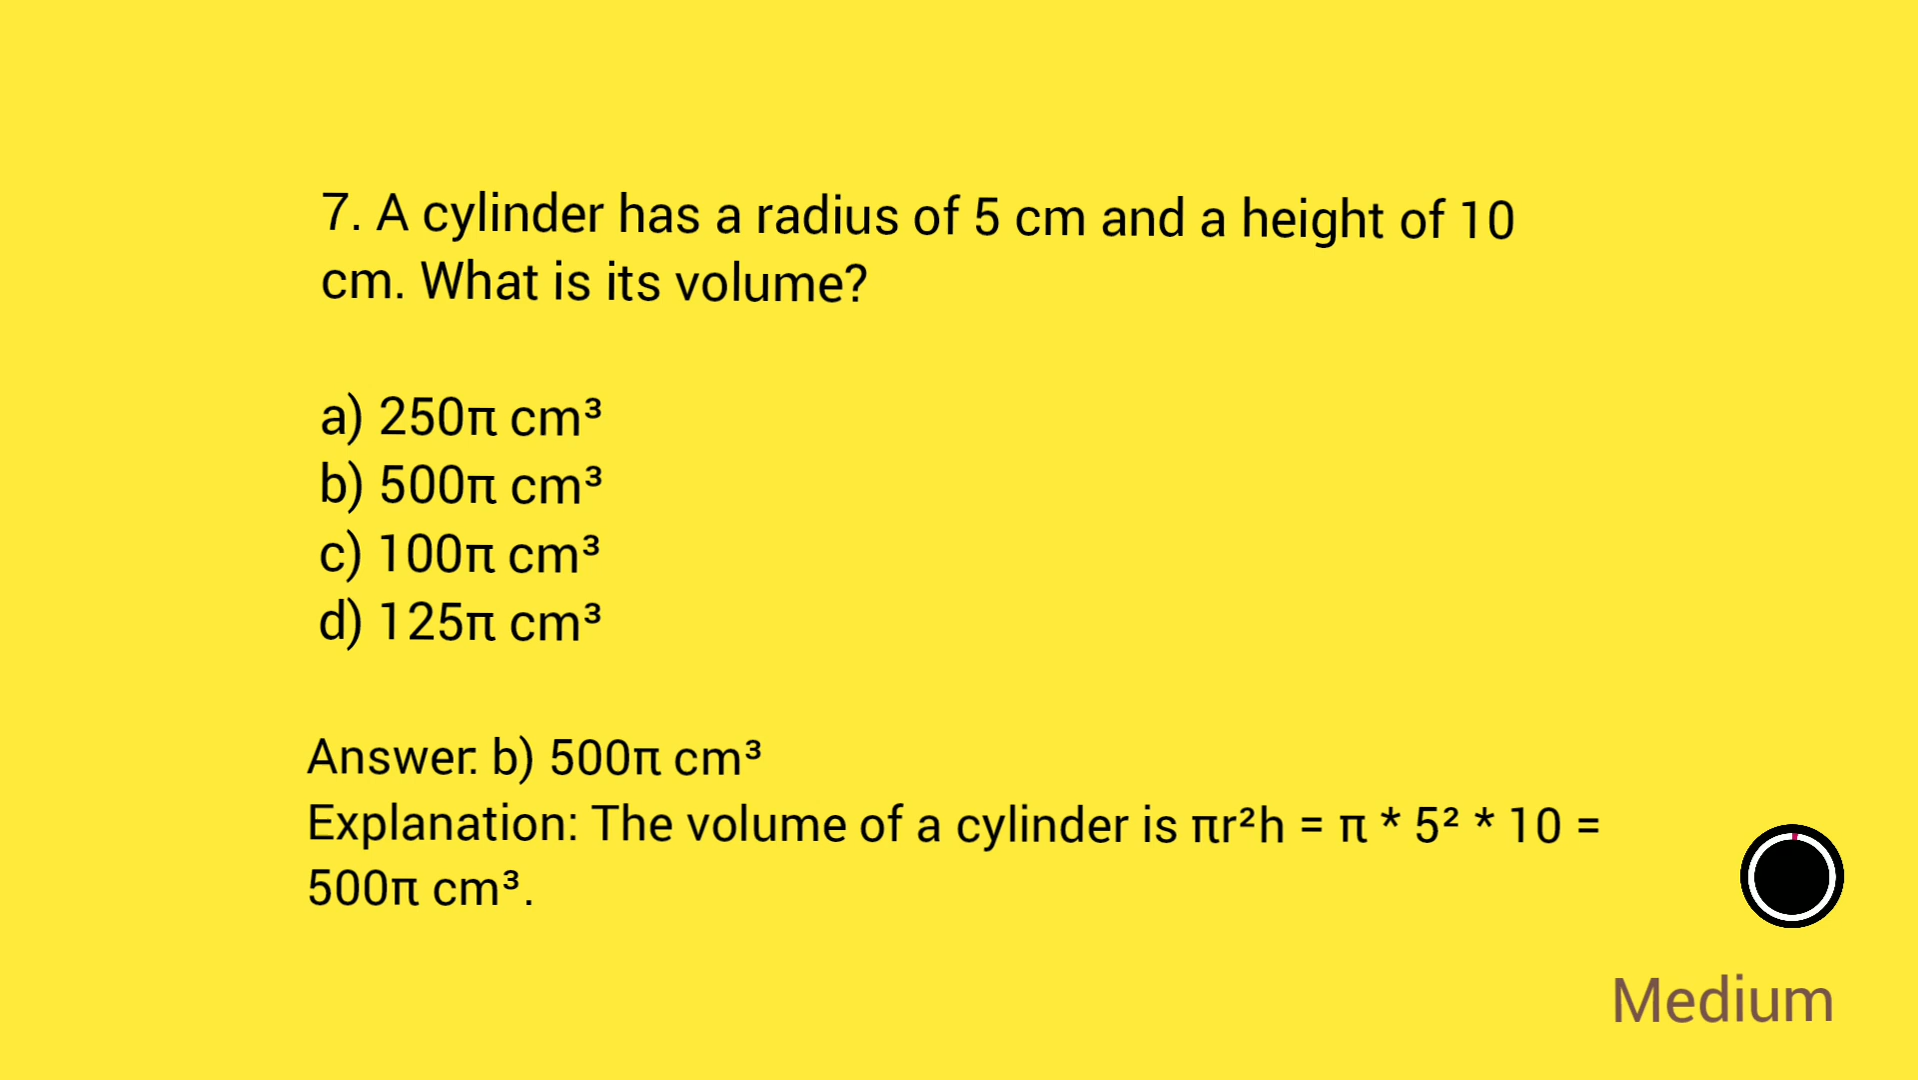 7. A cylinder has a radius of 5 cm and a height of 10
cm. What is its volume?
a) 250π cm³
b) 500π cm³
c) 100π cm³
d) 125π cm³
Answer: b) 500π cm³
Explanation: The volume of a cylinder is πr²h = π * 5² * 10 =
500π cm³.
Medium